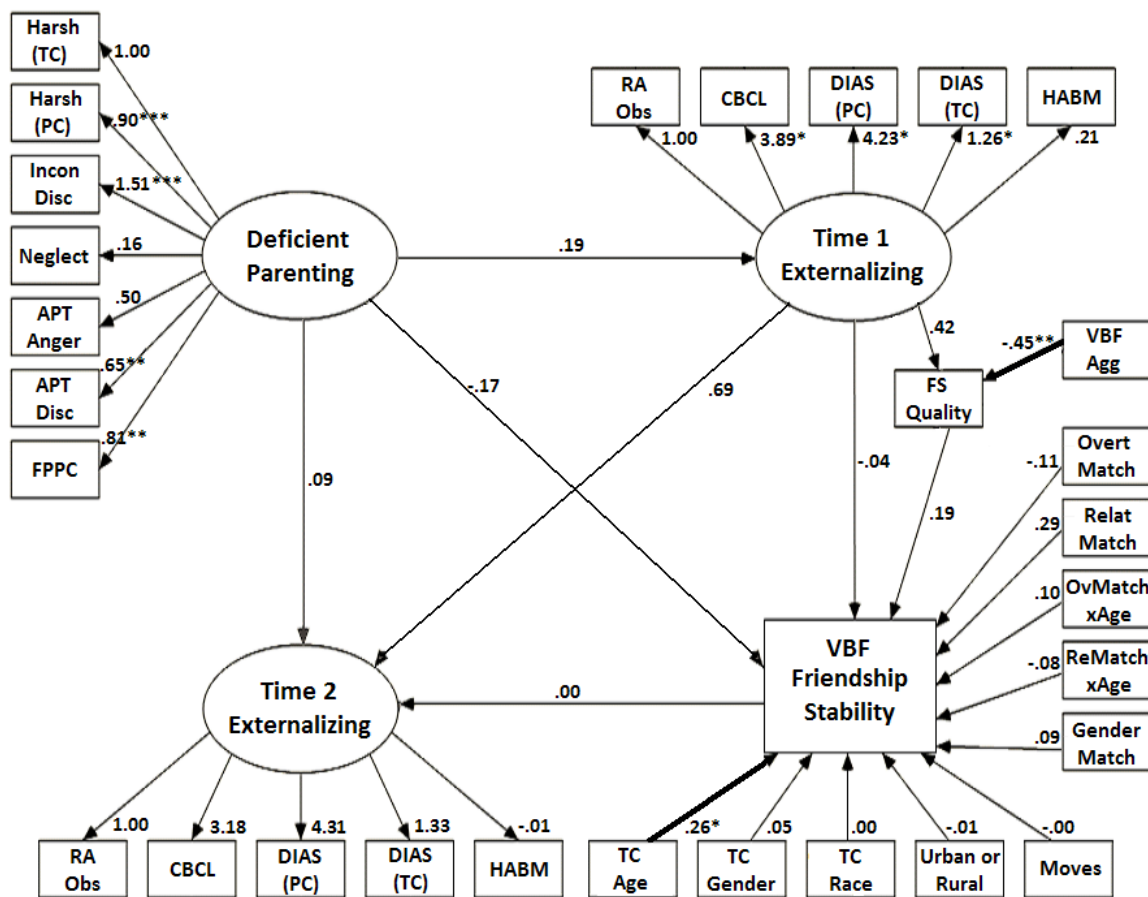 Harsh
(TC)
1.00
Harsh
(PC)
.90***
Incon
Disc
1.51***
Neglect
.16
APT
Anger
.50
APT
Disc
.65**
FPPC
.81**
Deficient
Parenting
.19
RA
Obs
CBCL
DIAS
(PC)
DIAS
(TC)
HABM
1.00
3.89*
4.23*
1.26*
.21
Time 1
Externalizing
.42
-.45**
VBF
Agg
FS
Quality
-.17
.69
-.04
.09
.19
-.11
Overt
Match
.29
Relat
Match
.10
OvMatch
xAge
-.08
ReMatch
xAge
.09
Gender
Match
VBF
Friendship
Stability
.00
Time 2
Externalizing
1.00
3.18
4.31
1.33
-.01
RA
Obs
CBCL
DIAS
(PC)
DIAS
(TC)
HABM
.26*
.05
.00
-.01
-.00
TC
Age
TC
Gender
TC
Race
Urban or
Rural
Moves